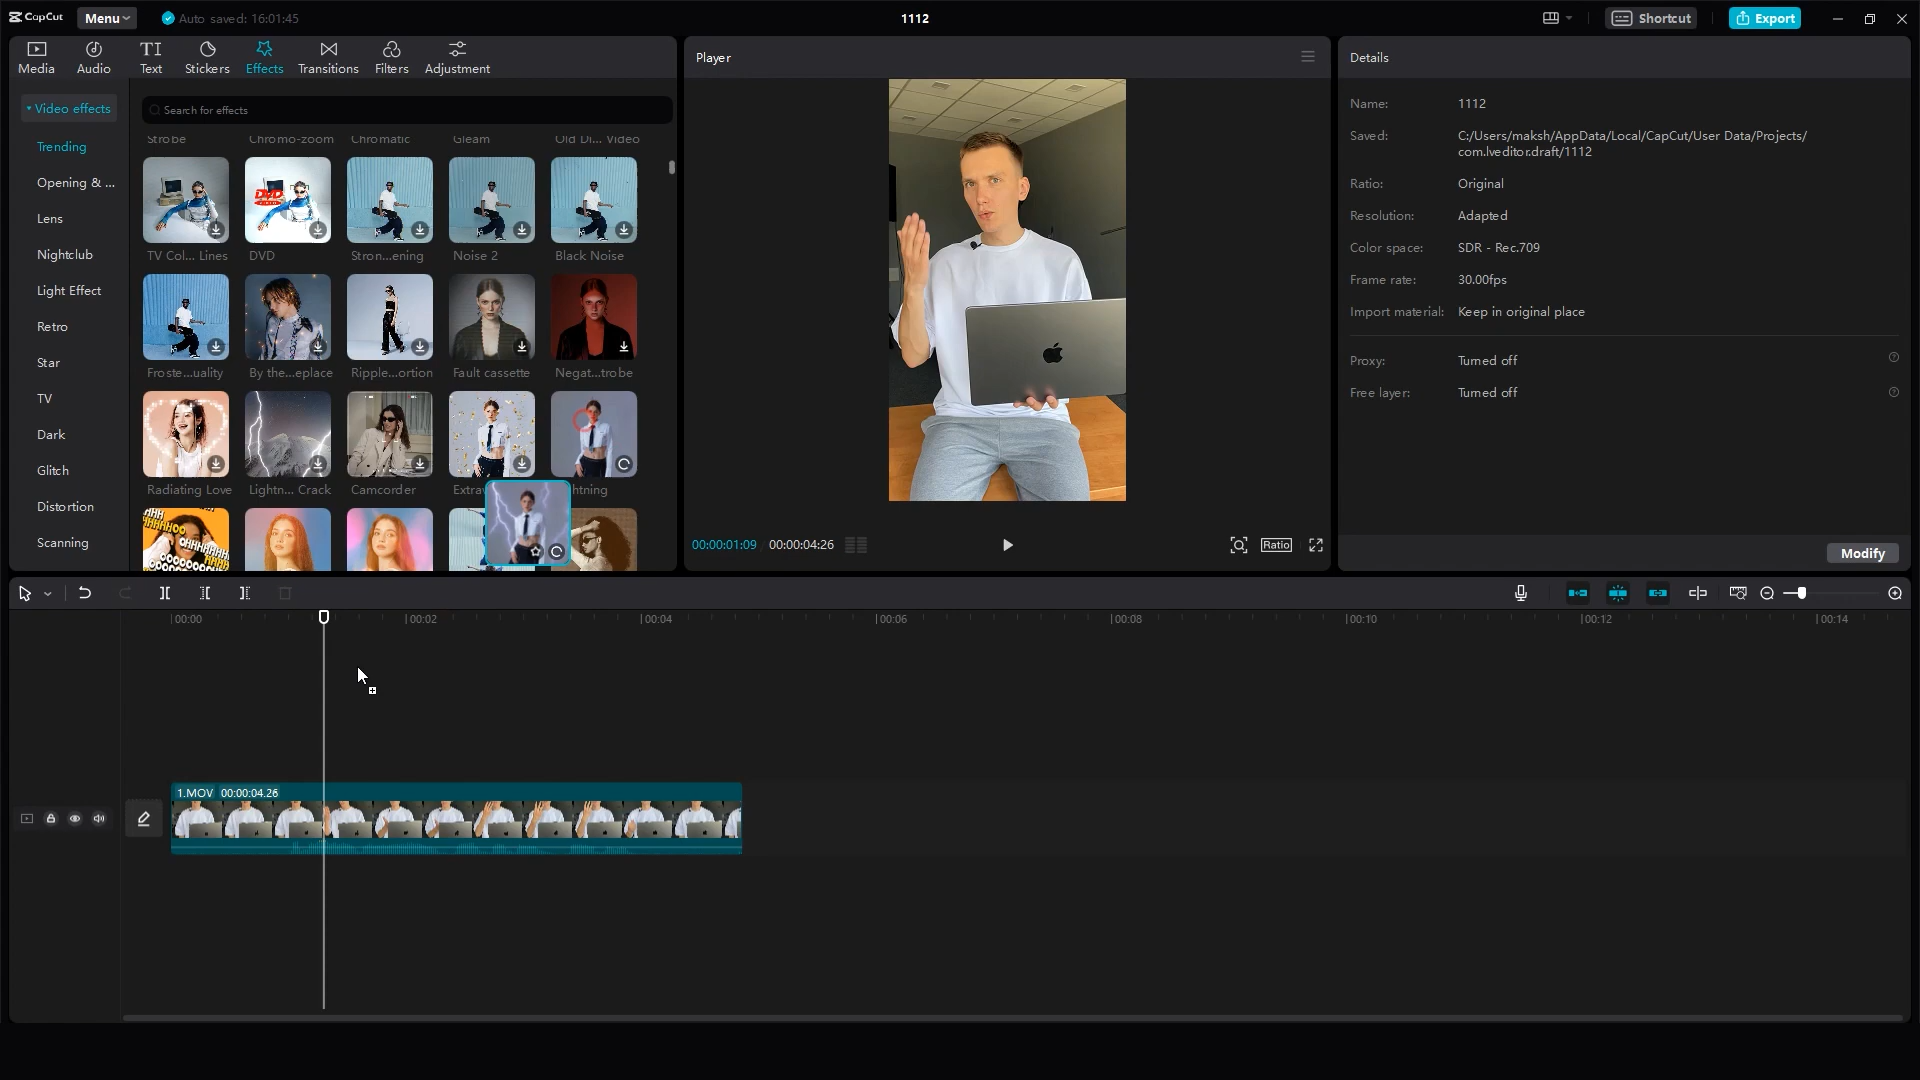 CapCut
Menu
Auto saved: 16:01:45
1112
Shortcut
Export
Media
Audio
TI
Text
Stickers
Effects
Transitions
Filters
Adjustment
Player
Details
Video effects
Search for effects
Trending
Opening & ...
Lens
Nightclub
Light Effect
Retro
Star
TV
Dark
Glitch
Distortion
Scanning
Strobe
Chromo-zoom
Chromatic
Gleam
Old Di... Video
TV Col... Lines
DVD
Stron...ening
Noise 2
Black Noise
Froste...uality
By the...eplace
Ripple...ortion
Fault cassette
Negat...trobe
Radiating Love
Lightn... Crack
Camcorder
Extrav
htning
Name: 1112
Saved: C:/Users/maksh/AppData/Local/CapCut/User Data/Projects/
com.lveditor.draft/1112
Ratio: Original
Resolution: Adapted
Color space: SDR - Rec.709
Frame rate: 30.00fps
Import material: Keep in original place
Proxy: Turned off
Free layer: Turned off
Modify
00:00:01:09
00:00:04:26
Ratio
00:00
00:02
00:04
00:06
00:08
00:10
00:12
00:14
1.MOV 00:00:04.26